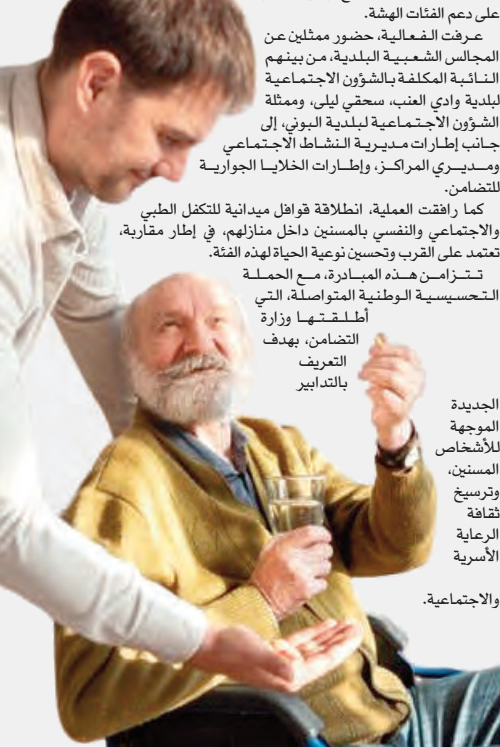 على دعم الفئات الهشة.
عرفت الفعالية، حضور ممثلين عن
المجالس الشعبية البلدية، من بينهم
النائبة المكلفة بالشؤون الاجتماعية
لبلدية وادي العنب، سحقي ليلى، وممثلة
الشؤون الاجتماعية لبلدية البوني، إلى
جانب إطارات مديرية النشاط الاجتماعي
ومديري المراكز، وإطارات الخلايا الجوارية
للتضامن.
كما رافقت العملية، انطلاقة قوافل ميدانية للتكفل الطبي
والاجتماعي والنفسي بالمسنين داخل منازلهم، في إطار مقاربة،
تعتمد على القرب وتحسين نوعية الحياة لهذه الفئة.
تتزامن هذه المبادرة، مع الحملة
التحسيسية الوطنية المتواصلة، التي
أطلقتها وزارة
التضامن، بهدف
التعريف
بالتدابير
الجديدة
الموجهة
للأشخاص
المسنين،
وترسيخ
ثقافة
الرعاية
الأسرية
والاجتماعية.